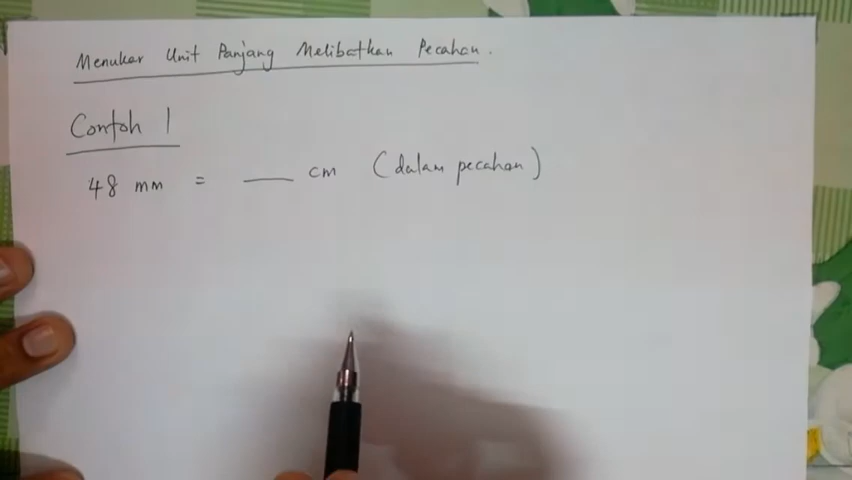 Menukar Unit Panjang Melibatkan Pecahan.
Contoh 1
48 mm = ___ cm (dalam pecahan)